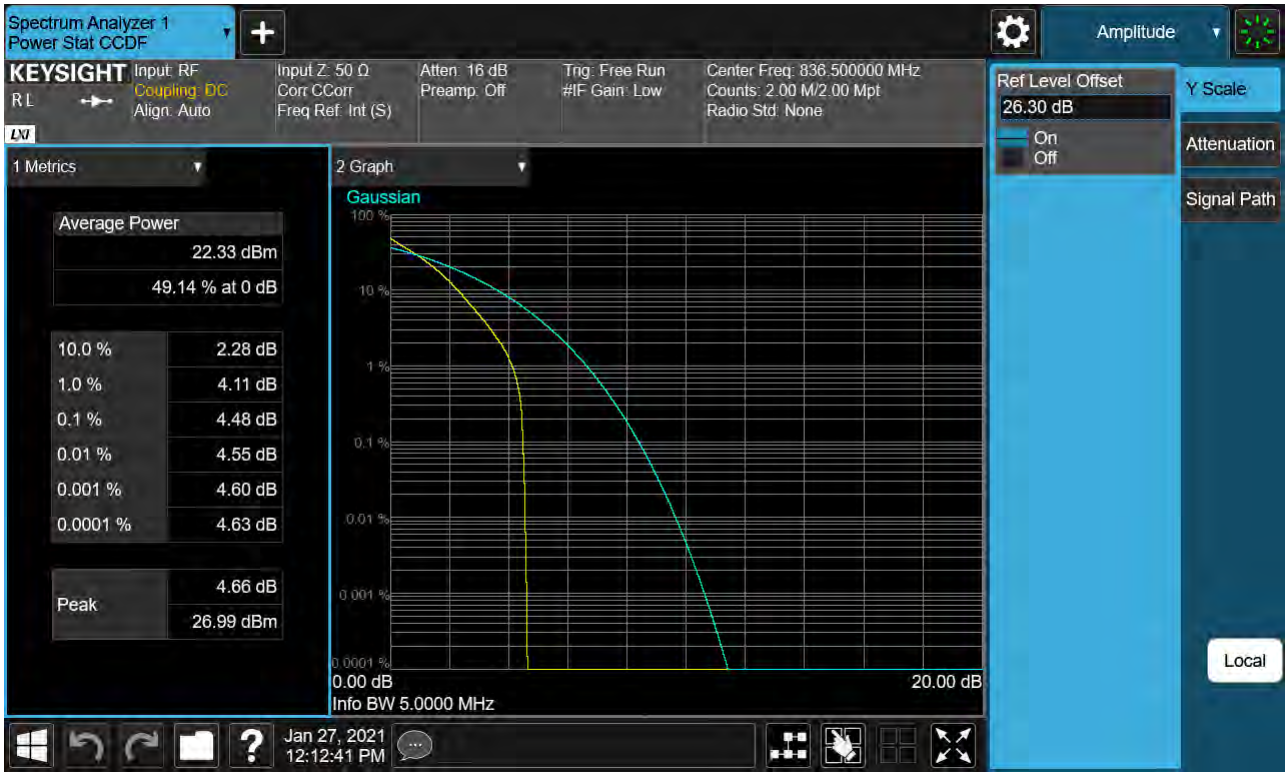 Spectrum Analyzer 1
Power Stat CCDF
+
Amplitude
KEYSIGHT
RL
LXI
Input: RF
Coupling: DC
Align: Auto
Input Z: 50 Ω
Corr CCorr
Freq Ref: Int (S)
Atten: 16 dB
Preamp: Off
Trig: Free Run
#IF Gain: Low
Center Freq: 836.500000 MHz
Counts: 2.00 M/2.00 Mpt
Radio Std: None
Ref Level Offset
26.30 dB
On
Off
Y Scale
Attenuation
Signal Path
Local
1 Metrics
Average Power
22.33 dBm
49.14 % at 0 dB
10.0 % 2.28 dB
1.0 % 4.11 dB
0.1 % 4.48 dB
0.01 % 4.55 dB
0.001 % 4.60 dB
0.0001 % 4.63 dB
Peak
4.66 dB
26.99 dBm
2 Graph
Gaussian
100 %
10 %
1 %
0.1 %
0.01 %
0.001 %
0.0001 %
0.00 dB
20.00 dB
Info BW 5.0000 MHz
?
Jan 27, 2021
12:12:41 PM